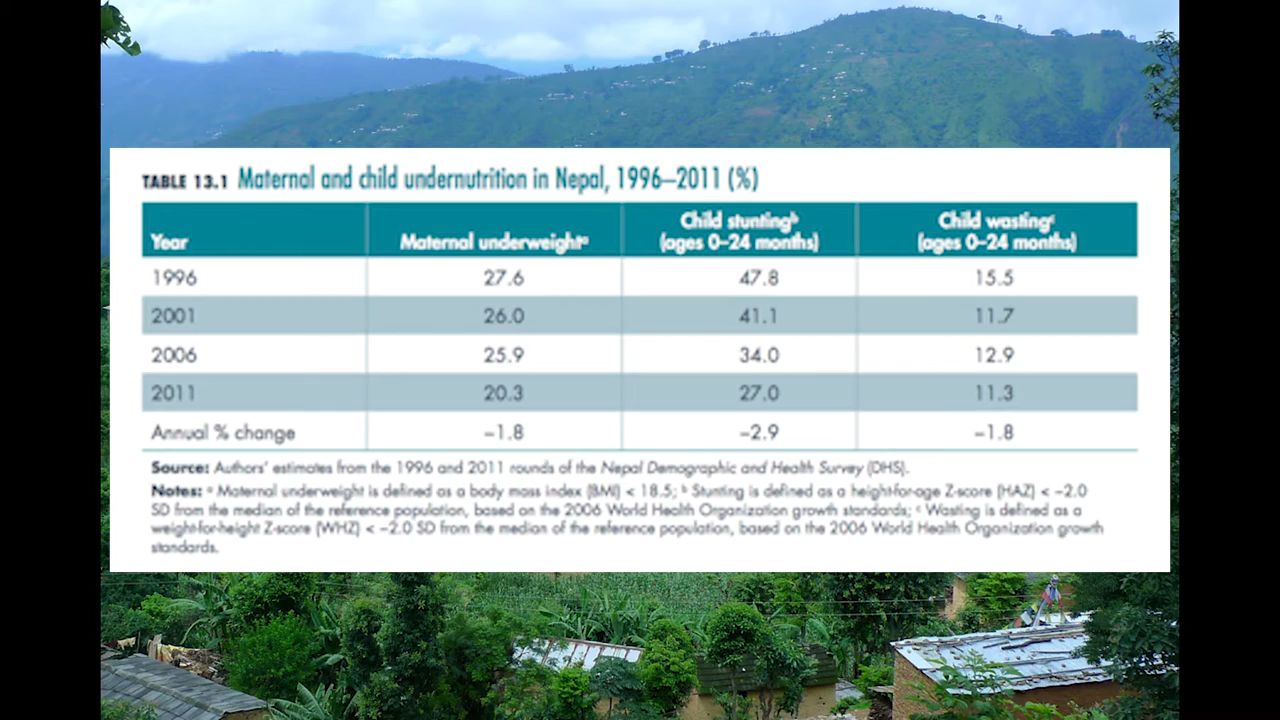 TABLE 13.1 Maternal and child undernutrition in Nepal, 1996–2011 (%)
Year Maternal underweightᵃ Child stuntingᵇ (ages 0–24 months) Child wastingᶜ (ages 0–24 months)
1996 27.6 47.8 15.5
2001 26.0 41.1 11.7
2006 25.9 34.0 12.9
2011 20.3 27.0 11.3
Annual % change –1.8 –2.9 –1.8
Source: Authors' estimates from the 1996 and 2011 rounds of the Nepal Demographic and Health Survey (DHS).
Notes: ᵃ Maternal underweight is defined as a body mass index (BMI) < 18.5; ᵇ Stunting is defined as a height-for-age Z-score (HAZ) < –2.0
SD from the median of the reference population, based on the 2006 World Health Organization growth standards; ᶜ Wasting is defined as a
weight-for-height Z-score (WHZ) < –2.0 SD from the median of the reference population, based on the 2006 World Health Organization growth
standards.